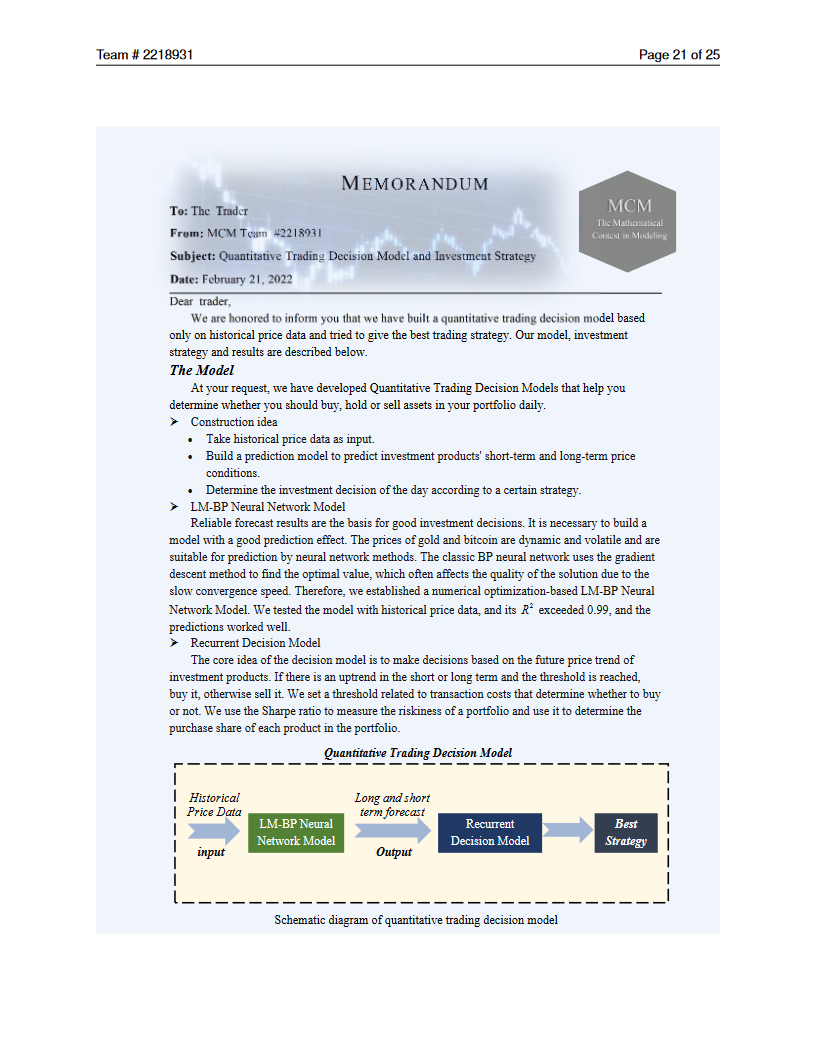 Team # 2218931 Page 21 of 25
MEMORANDUM
MCM
The Mathematical
Contest in Modeling
To: The Trader
From: MCM Team #2218931
Subject: Quantitative Trading Decision Model and Investment Strategy
Date: February 21, 2022
Dear trader,
We are honored to inform you that we have built a quantitative trading decision model based
only on historical price data and tried to give the best trading strategy. Our model, investment
strategy and results are described below.
The Model
At your request, we have developed Quantitative Trading Decision Models that help you
determine whether you should buy, hold or sell assets in your portfolio daily.
➢ Construction idea
• Take historical price data as input.
• Build a prediction model to predict investment products' short-term and long-term price
conditions.
• Determine the investment decision of the day according to a certain strategy.
➢ LM-BP Neural Network Model
Reliable forecast results are the basis for good investment decisions. It is necessary to build a
model with a good prediction effect. The prices of gold and bitcoin are dynamic and volatile and are
suitable for prediction by neural network methods. The classic BP neural network uses the gradient
descent method to find the optimal value, which often affects the quality of the solution due to the
slow convergence speed. Therefore, we established a numerical optimization-based LM-BP Neural
Network Model. We tested the model with historical price data, and its R² exceeded 0.99, and the
predictions worked well.
➢ Recurrent Decision Model
The core idea of the decision model is to make decisions based on the future price trend of
investment products. If there is an uptrend in the short or long term and the threshold is reached,
buy it, otherwise sell it. We set a threshold related to transaction costs that determine whether to buy
or not. We use the Sharpe ratio to measure the riskiness of a portfolio and use it to determine the
purchase share of each product in the portfolio.
Quantitative Trading Decision Model
Historical
Price Data
input
LM-BP Neural
Network Model
Long and short
term forecast
Output
Recurrent
Decision Model
Best
Strategy
Schematic diagram of quantitative trading decision model